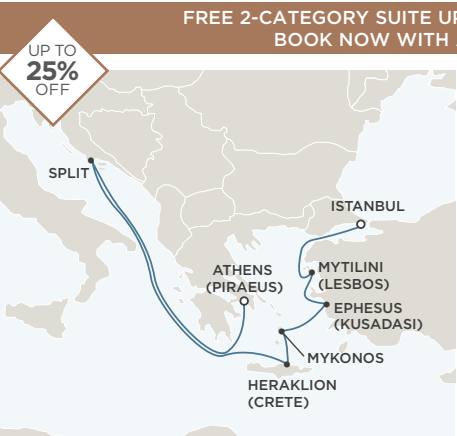 FREE 2-CATEGORY SUITE
BOOK NOW WITH
UP TO
25%
OFF
SPLIT
ISTANBUL
ATHENS
(PIRAEUS)
MYTILINI
(LESBOS)
EPHESUS
(KUSADASI)
MYKONOS
HERAKLION
(CRETE)